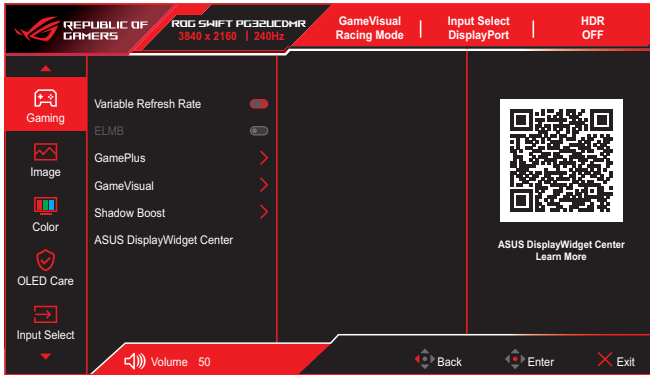 REPUBLIC OF
GAMERS
ROG SWIFT PG32UCDMR
3840 x 2160 | 240Hz
GameVisual
Racing Mode
Input Select
DisplayPort
HDR
OFF
Gaming
Image
Color
OLED Care
Input Select
Variable Refresh Rate
ELMB
GamePlus
GameVisual
Shadow Boost
ASUS DisplayWidget Center
ASUS DisplayWidget Center
Learn More
Volume 50
Back
Enter
Exit